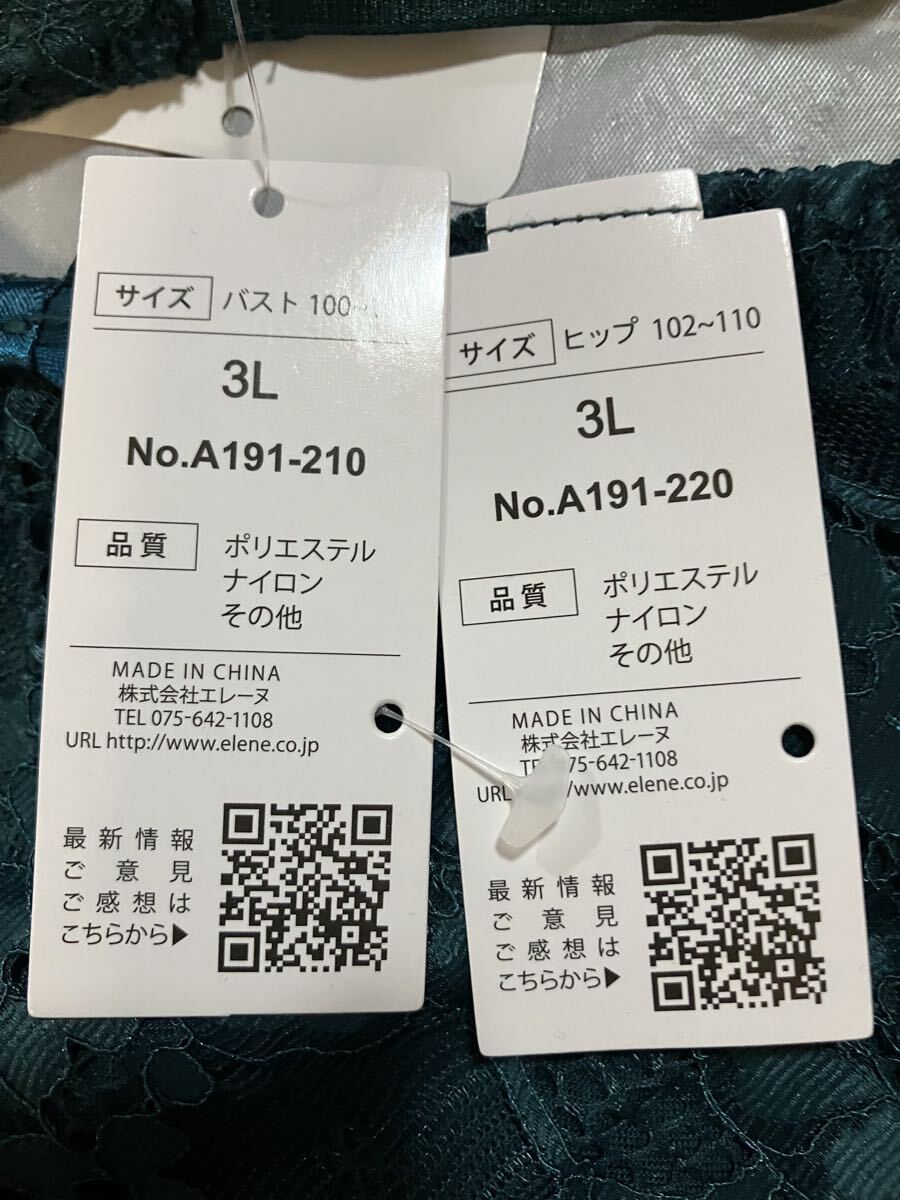 サイズ バスト 100~
3L
No.A191-210
品質 ポリエステル
ナイロン
その他
MADE IN CHINA
株式会社エレーヌ
TEL 075-642-1108
URL http://www.elene.co.jp
最新情報
ご意見
ご感想は
こちらから▶
サイズ ヒップ 102~110
3L
No.A191-220
品質 ポリエステル
ナイロン
その他
MADE IN CHINA
株式会社エレーヌ
75-642-1108
URL /www.elene.co.jp
最新情報
ご意見
ご感想は
こちらから▶